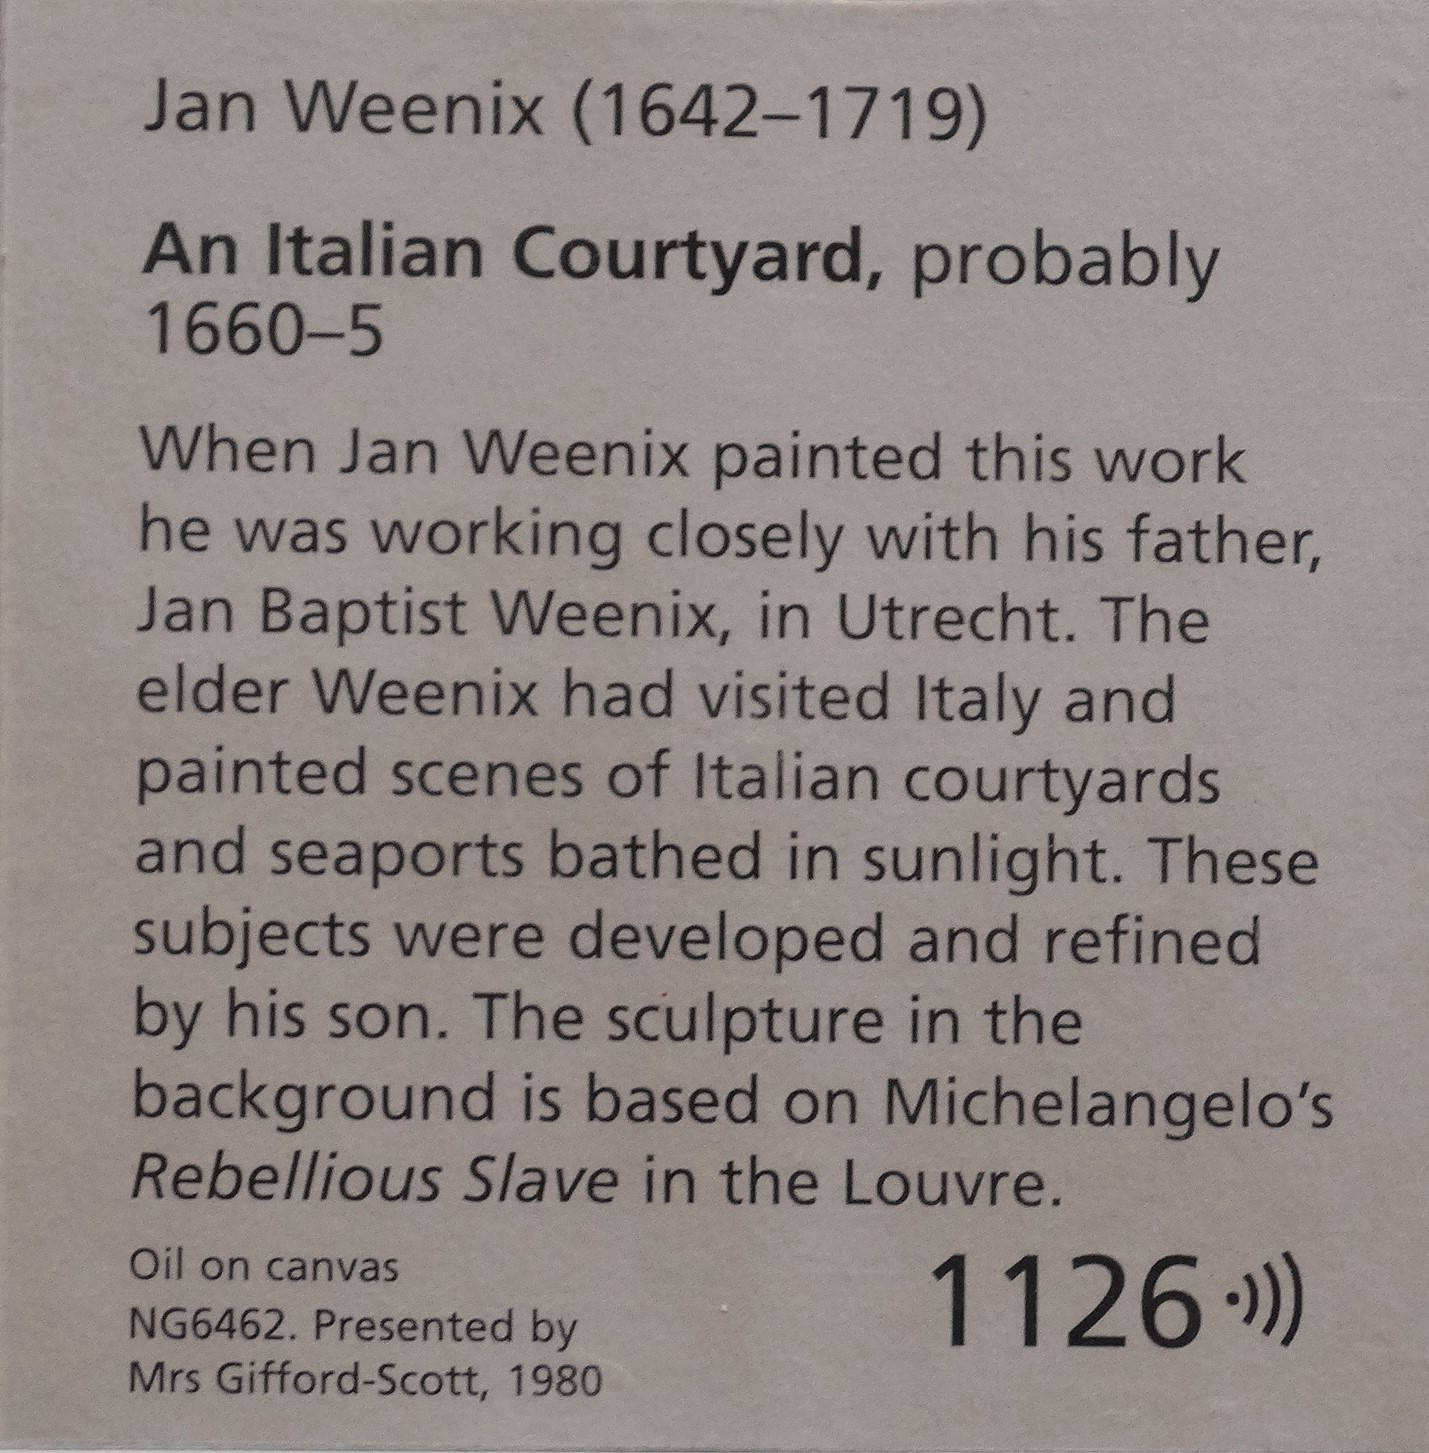 Jan Weenix (1642–1719)
An Italian Courtyard, probably
1660–5
When Jan Weenix painted this work
he was working closely with his father,
Jan Baptist Weenix, in Utrecht. The
elder Weenix had visited Italy and
painted scenes of Italian courtyards
and seaports bathed in sunlight. These
subjects were developed and refined
by his son. The sculpture in the
background is based on Michelangelo’s
Rebellious Slave in the Louvre.
Oil on canvas
NG6462. Presented by
Mrs Gifford-Scott, 1980
1126